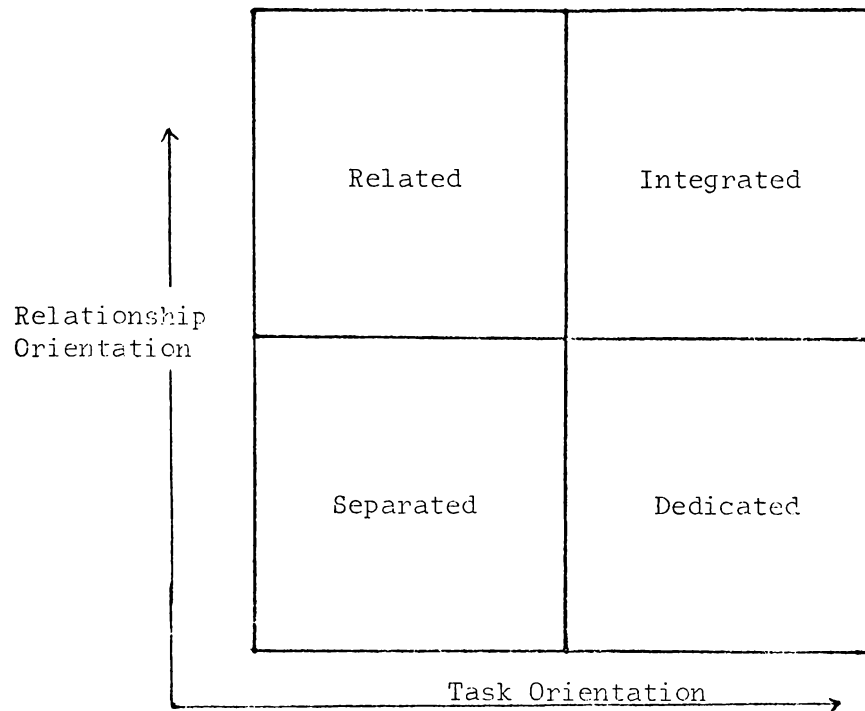 Related
Integrated
Relationship
Orientation
Separated
Dedicated
Task Orientation